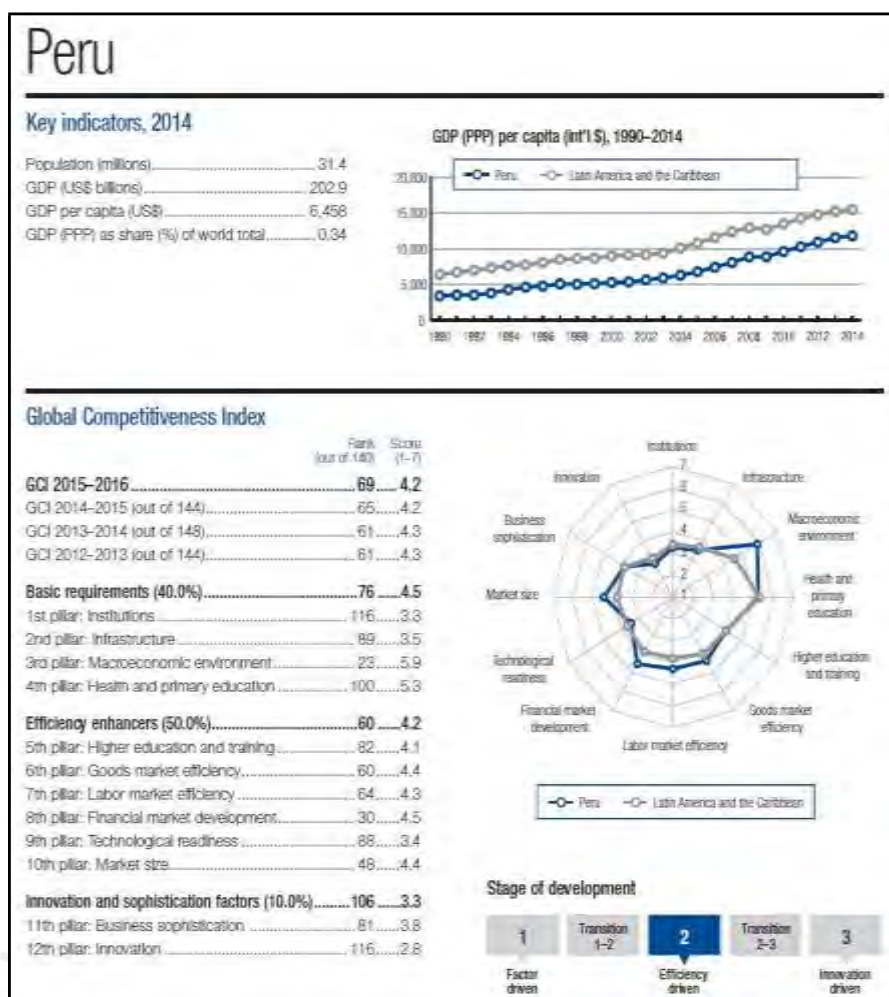 Peru
Key indicators, 2014
Population (millions)............31.4
GDP (US$ billions)............202.9
GDP per capita (US$)............6,458
GDP (PPP) as share (%) of world total............0.34
GDP (PPP) per capita (int'l $), 1990–2014
Peru Latin America and the Caribbean
20,000
15,000
10,000
5,000
0
1990 1992 1994 1996 1998 2000 2002 2004 2006 2008 2010 2012 2014
Global Competitiveness Index
Rank Score
(out of 140) (1–7)
GCI 2015–2016............69......4.2
GCI 2014–2015 (out of 144)............65......4.2
GCI 2013–2014 (out of 148)............61......4.3
GCI 2012–2013 (out of 144)............61......4.3
Basic requirements (40.0%)............76......4.5
1st pillar: Institutions............116......3.3
2nd pillar: Infrastructure............89......3.5
3rd pillar: Macroeconomic environment............23......5.9
4th pillar: Health and primary education............100......5.3
Efficiency enhancers (50.0%)............60......4.2
5th pillar: Higher education and training............82......4.1
6th pillar: Goods market efficiency............60......4.4
7th pillar: Labor market efficiency............64......4.3
8th pillar: Financial market development............30......4.5
9th pillar: Technological readiness............88......3.4
10th pillar: Market size............48......4.4
Innovation and sophistication factors (10.0%)............106......3.3
11th pillar: Business sophistication............81......3.8
12th pillar: Innovation............116......2.8
Institutions
Infrastructure
Macroeconomic
environment
Health and
primary
education
Higher education
and training
Goods market
efficiency
Labor market efficiency
Financial market
development
Technological
readiness
Market size
Business
sophistication
Innovation
7
6
5
4
2
1
Peru Latin America and the Caribbean
Stage of development
1
Transition
1–2
2
Transition
2–3
3
Factor
driven
Efficiency
driven
Innovation
driven